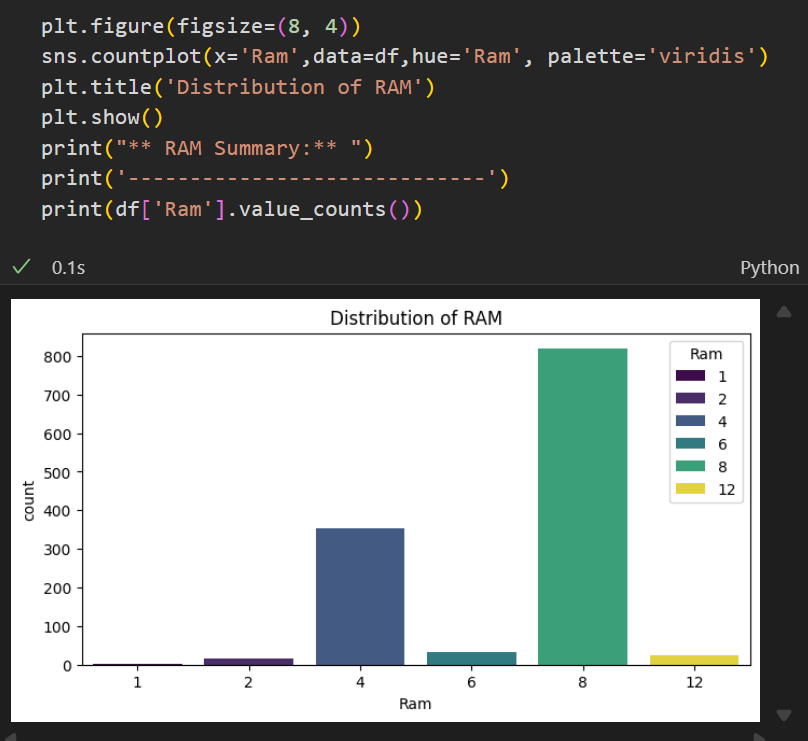 plt.figure(figsize=(8, 4))
sns.countplot(x='Ram',data=df,hue='Ram', palette='viridis')
plt.title('Distribution of RAM')
plt.show()
print("** RAM Summary:** ")
print('-----------------------------')
print(df['Ram'].value_counts())
0.1s
Python
Distribution of RAM
800
700
600
500
400
300
200
100
0
count
1 2 4 6 8 12
Ram
Ram
1
2
4
6
8
12